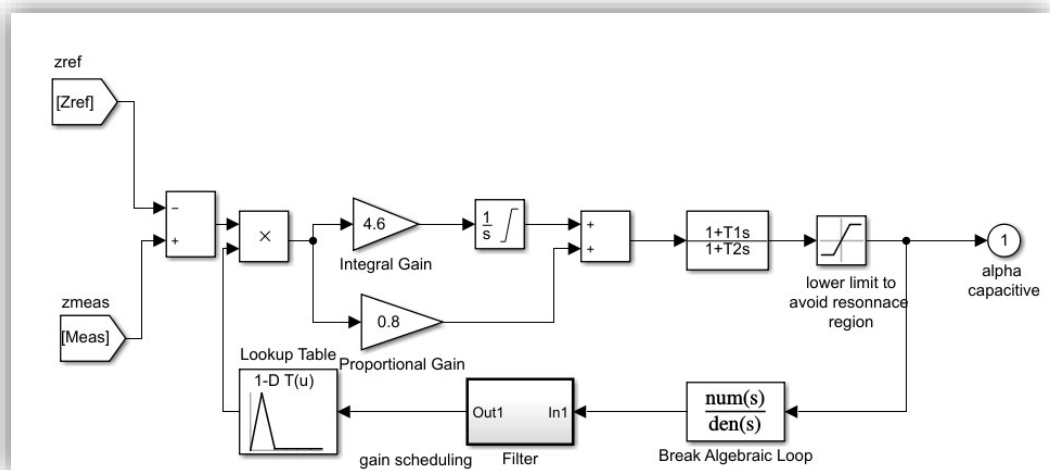 zref
[Zref]
−
+
zmeas
[Meas]
×
4.6
Integral Gain
1
s
+
+
0.8
Proportional Gain
1+T1s
1+T2s
lower limit to
avoid resonnace
region
1
alpha
capacitive
Lookup Table
1-D T(u)
gain scheduling
Out1
In1
Filter
num(s)
den(s)
Break Algebraic Loop